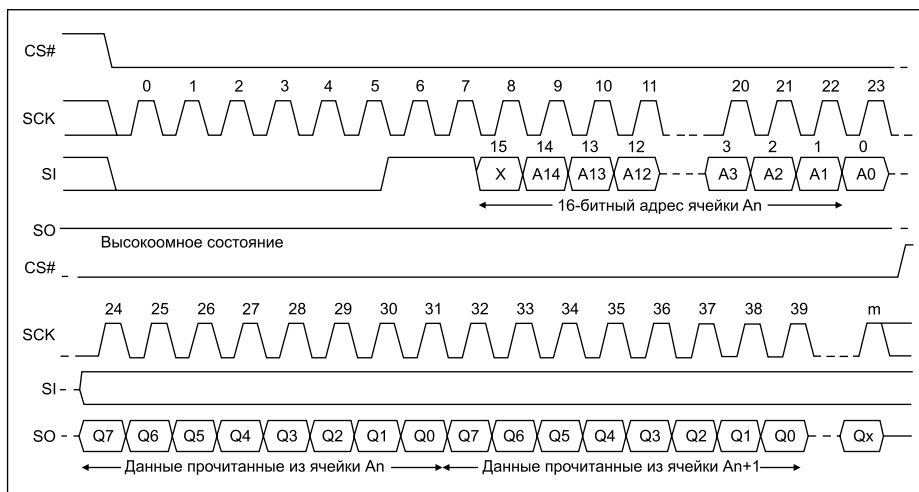 CS#
0 1 2 3 4 5 6 7 8 9 10 11 20 21 22 23
SCK
15 14 13 12 3 2 1 0
SI X A14 A13 A12 A3 A2 A1 A0
16-битный адрес ячейки An
SO
Высокоомное состояние
CS#
24 25 26 27 28 29 30 31 32 33 34 35 36 37 38 39 m
SCK
SI
SO Q7 Q6 Q5 Q4 Q3 Q2 Q1 Q0 Q7 Q6 Q5 Q4 Q3 Q2 Q1 Q0 Qx
Данные прочитанные из ячейки An Данные прочитанные из ячейки An+1